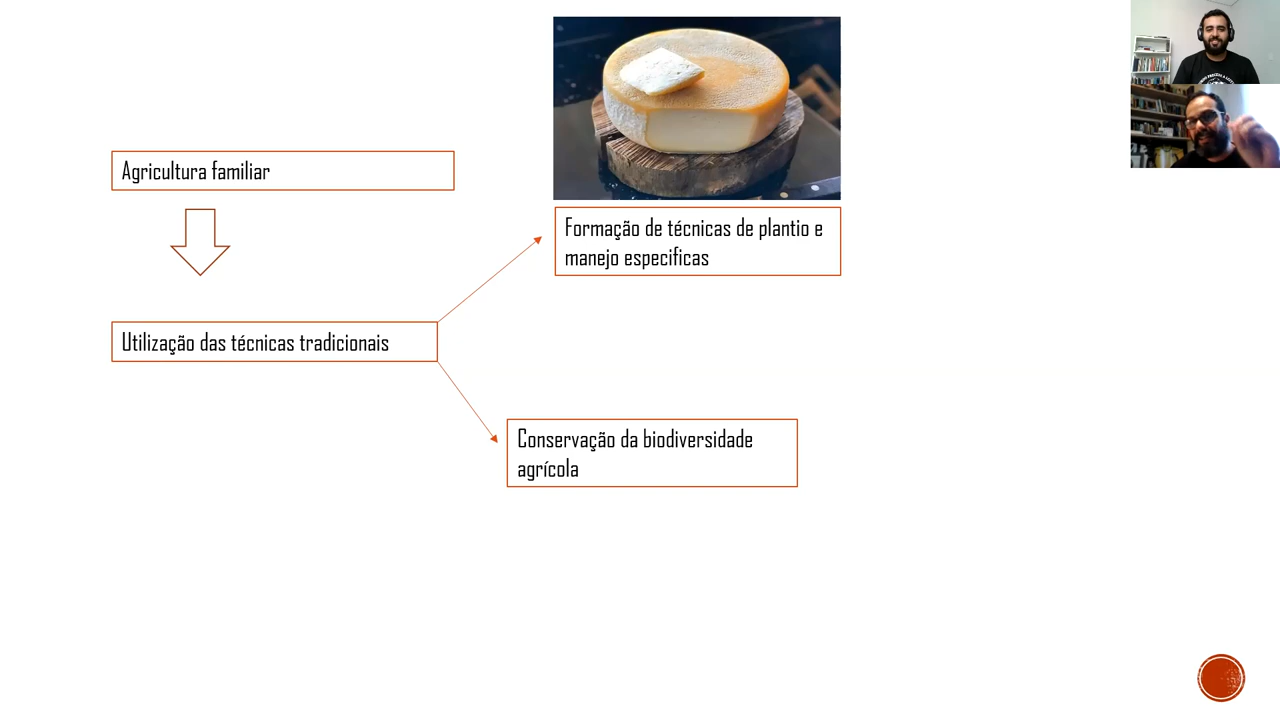 Agricultura familiar
Formação de técnicas de plantio e
manejo especificas
Utilização das técnicas tradicionais
Conservação da biodiversidade
agrícola